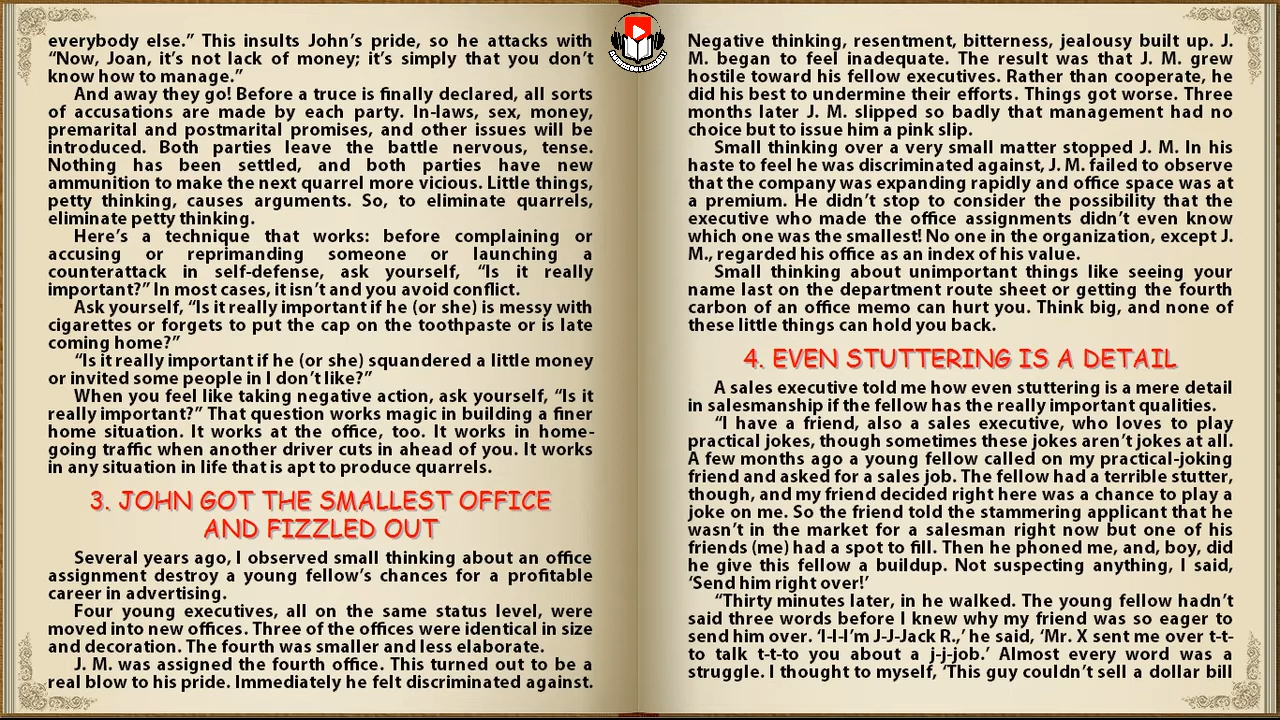 everybody else.” This insults John’s pride, so he attacks with
“Now, Joan, it’s not lack of money; it’s simply that you don’t
know how to manage.”
And away they go! Before a truce is finally declared, all sorts
of accusations are made by each party. In-laws, sex, money,
premarital and postmarital promises, and other issues will be
introduced. Both parties leave the battle nervous, tense.
Nothing has been settled, and both parties have new
ammunition to make the next quarrel more vicious. Little things,
petty thinking, causes arguments. So, to eliminate quarrels,
eliminate petty thinking.
Here’s a technique that works: before complaining or
accusing or reprimanding someone or launching a
counterattack in self-defense, ask yourself, “Is it really
important?” In most cases, it isn’t and you avoid conflict.
Ask yourself, “Is it really important if he (or she) is messy with
cigarettes or forgets to put the cap on the toothpaste or is late
coming home?”
“Is it really important if he (or she) squandered a little money
or invited some people in I don’t like?”
When you feel like taking negative action, ask yourself, “Is it
really important?” That question works magic in building a finer
home situation. It works at the office, too. It works in home-
going traffic when another driver cuts in ahead of you. It works
in any situation in life that is apt to produce quarrels.
3. JOHN GOT THE SMALLEST OFFICE
AND FIZZLED OUT
Several years ago, I observed small thinking about an office
assignment destroy a young fellow’s chances for a profitable
career in advertising.
Four young executives, all on the same status level, were
moved into new offices. Three of the offices were identical in size
and decoration. The fourth was smaller and less elaborate.
J. M. was assigned the fourth office. This turned out to be a
real blow to his pride. Immediately he felt discriminated against.
Negative thinking, resentment, bitterness, jealousy built up. J.
M. began to feel inadequate. The result was that J. M. grew
hostile toward his fellow executives. Rather than cooperate, he
did his best to undermine their efforts. Things got worse. Three
months later J. M. slipped so badly that management had no
choice but to issue him a pink slip.
Small thinking over a very small matter stopped J. M. In his
haste to feel he was discriminated against, J. M. failed to observe
that the company was expanding rapidly and office space was at
a premium. He didn’t stop to consider the possibility that the
executive who made the office assignments didn’t even know
which one was the smallest! No one in the organization, except J.
M., regarded his office as an index of his value.
Small thinking about unimportant things like seeing your
name last on the department route sheet or getting the fourth
carbon of an office memo can hurt you. Think big, and none of
these little things can hold you back.
4. EVEN STUTTERING IS A DETAIL
A sales executive told me how even stuttering is a mere detail
in salesmanship if the fellow has the really important qualities.
“I have a friend, also a sales executive, who loves to play
practical jokes, though sometimes these jokes aren’t jokes at all.
A few months ago a young fellow called on my practical-joking
friend and asked for a sales job. The fellow had a terrible stutter,
though, and my friend decided right here was a chance to play a
joke on me. So the friend told the stammering applicant that he
wasn’t in the market for a salesman right now but one of his
friends (me) had a spot to fill. Then he phoned me, and, boy, did
he give this fellow a buildup. Not suspecting anything, I said,
‘Send him right over!’
“Thirty minutes later, in he walked. The young fellow hadn’t
said three words before I knew why my friend was so eager to
send him over. ‘I-I-I’m J-J-Jack R.,’ he said, ‘Mr. X sent me over t-t-
to talk t-t-to you about a j-j-job.’ Almost every word was a
struggle. I thought to myself, ‘This guy couldn’t sell a dollar bill